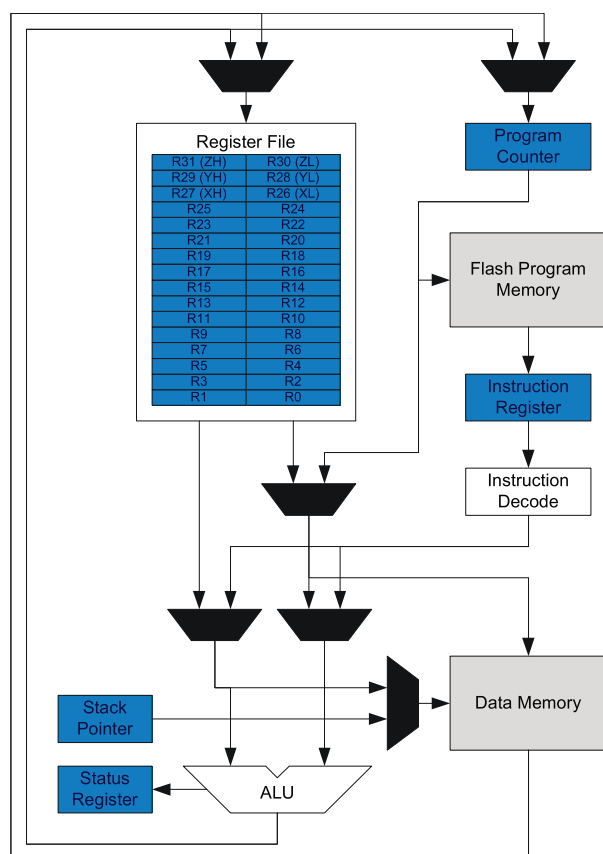 Register File
R31 (ZH) R30 (ZL)
R29 (YH) R28 (YL)
R27 (XH) R26 (XL)
R25 R24
R23 R22
R21 R20
R19 R18
R17 R16
R15 R14
R13 R12
R11 R10
R9 R8
R7 R6
R5 R4
R3 R2
R1 R0
Program
Counter
Flash Program
Memory
Instruction
Register
Instruction
Decode
Data Memory
Stack
Pointer
Status
Register
ALU